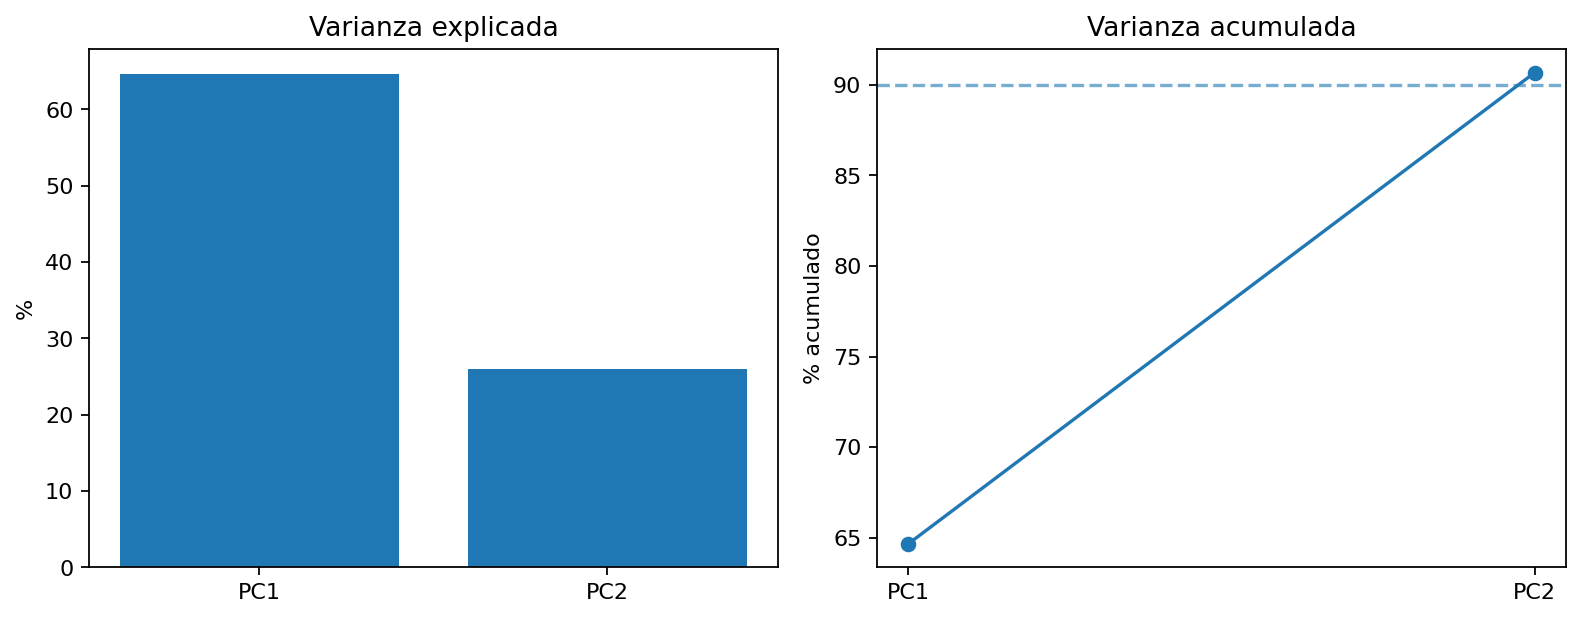 Varianza explicada
%
60
50
40
30
20
10
0
PC1 PC2
Varianza acumulada
% acumulado
90
85
80
75
70
65
PC1 PC2